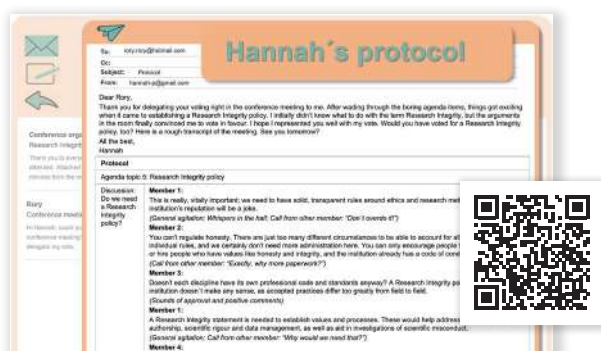 Hannah´s protocol
To: rory.rory@hotmail.com
Cc:
Subject: Protocol
From: hannah-p@gmail.com
Dear Rory,
Thank you for delegating your voting right in the conference meeting to me. After wading through the boring agenda items, things got exciting
when it came to establishing a Research Integrity policy. I initially didn't know what to do with the term Research Integrity, but the arguments
in the room finally convinced me to vote in favour. I hope I represented you well with my vote. Would you have voted for a Research Integrity
policy, too? Here is a rough transcript of the meeting. See you tomorrow?
All the best,
Hannah
Protocol
Agenda topic 5: Research Integrity policy
Discussion:
Do we need
a Research
Integrity
policy?
Member 1:
This is really, vitally important; we need to have solid, transparent rules around ethics and research
institution's reputation will be a joke.
(General agitation: Whispers in the hall; Call from other member: "Don´t overdo it!")
Member 2:
You can't regulate honesty. There are just too many different circumstances to be able to account for all
individual rules, and we certainly don't need more administration here. You can only encourage people
or hire people who have values like honesty and integrity, and the institution already has a code of
(Call from other member: "Exactly, why more paperwork?")
Member 3:
Doesn't each discipline have its own professional code and standards anyway? A Research Integrity
institution doesn´t make any sense, as accepted practices differ too greatly from field to field.
(Sounds of approval and positive comments)
Member 1:
A Research Integrity statement is needed to establish values and processes. These would help address
authorship, scientific rigour and data management, as well as aid in investigations of scientific misconduct.
(General agitation; Call from other member: "Why would we need that?")
Member 4:
Conference
Research
Rory
Conference